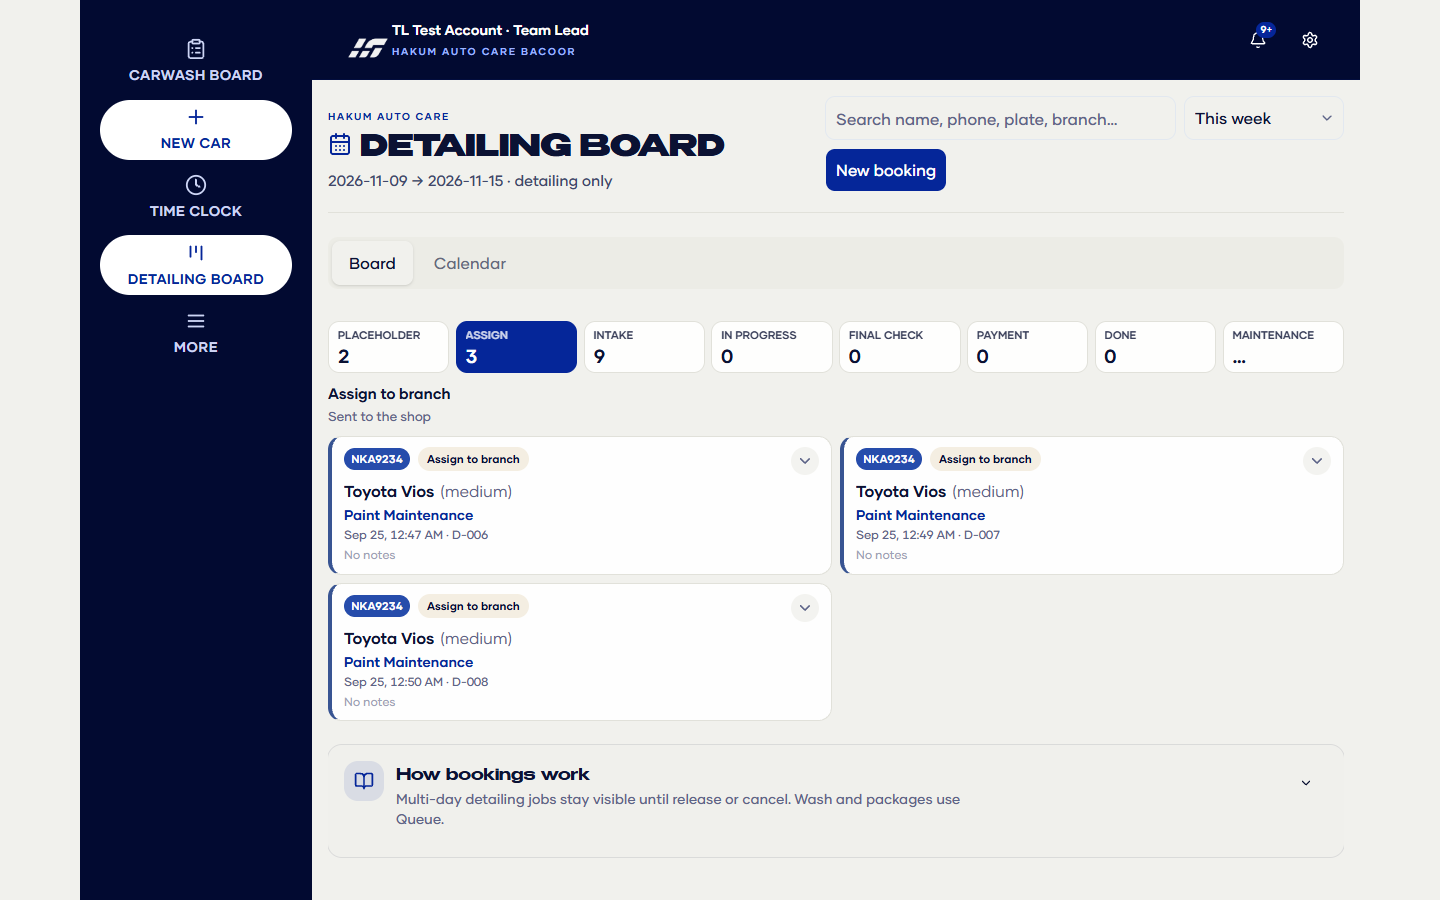 CARWASH BOARD
NEW CAR
TIME CLOCK
DETAILING BOARD
MORE
TL Test Account · Team Lead
HAKUM AUTO CARE BACOOR
9+
HAKUM AUTO CARE
DETAILING BOARD
2026-11-09 → 2026-11-15 · detailing only
Search name, phone, plate, branch...
This week
New booking
Board
Calendar
PLACEHOLDER
2
ASSIGN
3
INTAKE
9
IN PROGRESS
0
FINAL CHECK
0
PAYMENT
0
DONE
0
MAINTENANCE
...
Assign to branch
Sent to the shop
NKA9234 Assign to branch
Toyota Vios (medium)
Paint Maintenance
Sep 25, 12:47 AM · D-006
No notes
NKA9234 Assign to branch
Toyota Vios (medium)
Paint Maintenance
Sep 25, 12:49 AM · D-007
No notes
NKA9234 Assign to branch
Toyota Vios (medium)
Paint Maintenance
Sep 25, 12:50 AM · D-008
No notes
How bookings work
Multi-day detailing jobs stay visible until release or cancel. Wash and packages use
Queue.